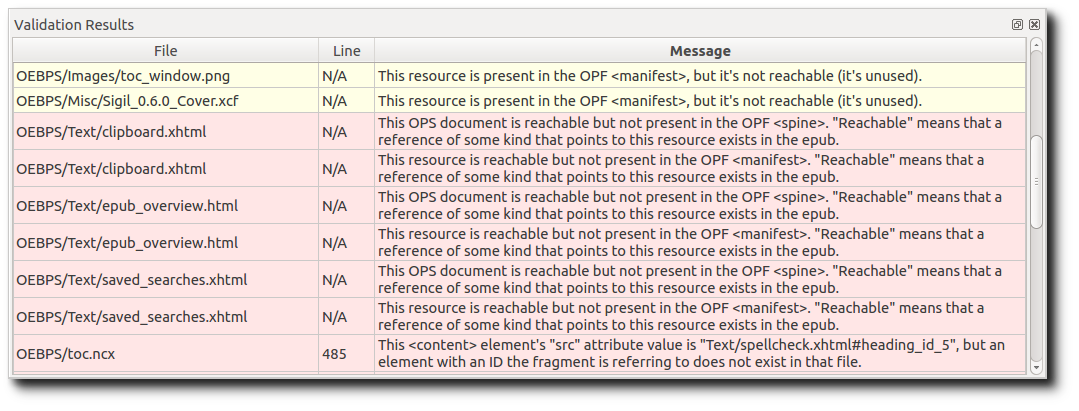 Validation Results
File Line Message
OEBPS/Images/toc_window.png N/A This resource is present in the OPF <manifest>, but it's not reachable (it's unused).
OEBPS/Misc/Sigil_0.6.0_Cover.xcf N/A This resource is present in the OPF <manifest>, but it's not reachable (it's unused).
OEBPS/Text/clipboard.xhtml N/A This OPS document is reachable but not present in the OPF <spine>. "Reachable" means that a
reference of some kind that points to this resource exists in the epub.
OEBPS/Text/clipboard.xhtml N/A This resource is reachable but not present in the OPF <manifest>. "Reachable" means that a
reference of some kind that points to this resource exists in the epub.
OEBPS/Text/epub_overview.html N/A This OPS document is reachable but not present in the OPF <spine>. "Reachable" means that a
reference of some kind that points to this resource exists in the epub.
OEBPS/Text/epub_overview.html N/A This resource is reachable but not present in the OPF <manifest>. "Reachable" means that a
reference of some kind that points to this resource exists in the epub.
OEBPS/Text/saved_searches.xhtml N/A This OPS document is reachable but not present in the OPF <spine>. "Reachable" means that a
reference of some kind that points to this resource exists in the epub.
OEBPS/Text/saved_searches.xhtml N/A This resource is reachable but not present in the OPF <manifest>. "Reachable" means that a
reference of some kind that points to this resource exists in the epub.
OEBPS/toc.ncx 485 This <content> element's "src" attribute value is "Text/spellcheck.xhtml#heading_id_5", but an
element with an ID the fragment is referring to does not exist in that file.